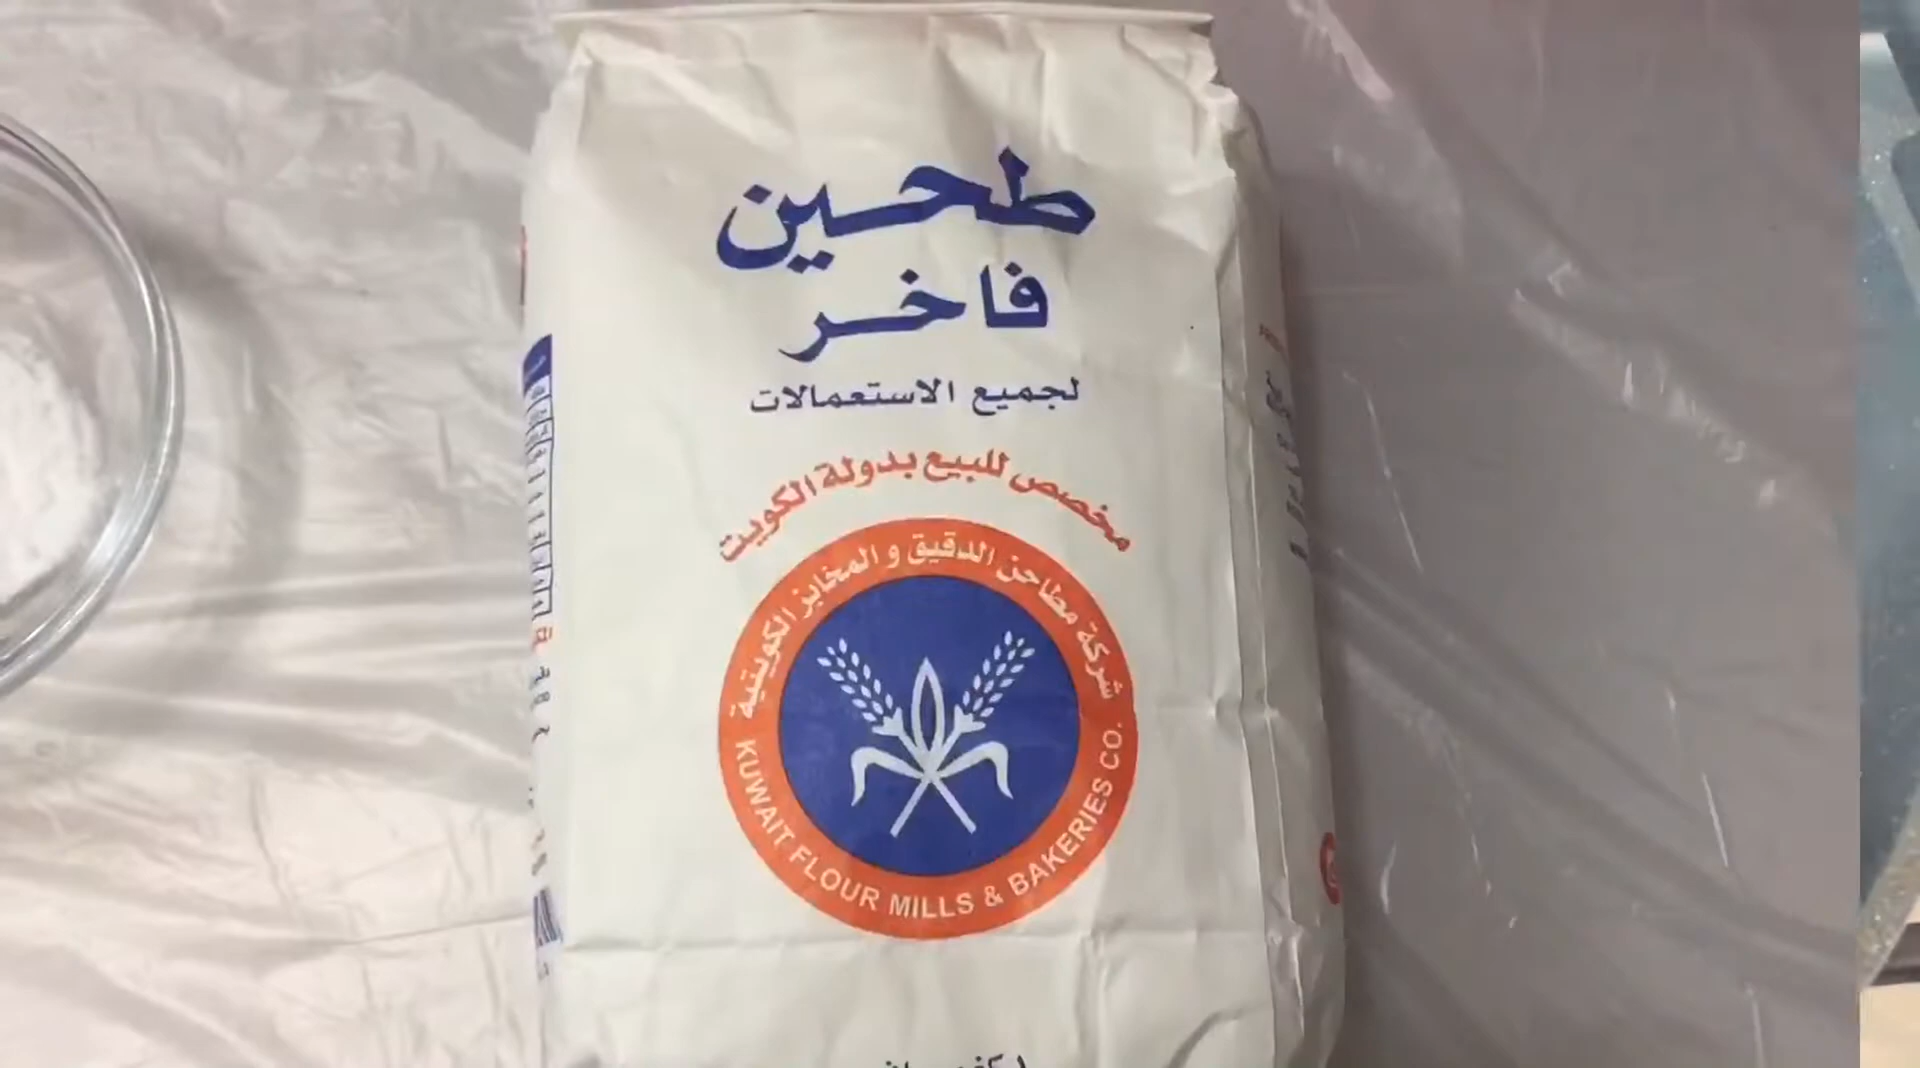 طحين
فاخر
لجميع الاستعمالات
مخصص للبيع بدولة الكويت
شركة مطاحن الدقيق و المخابز الكويتية
KUWAIT FLOUR MILLS & BAKERIES CO.